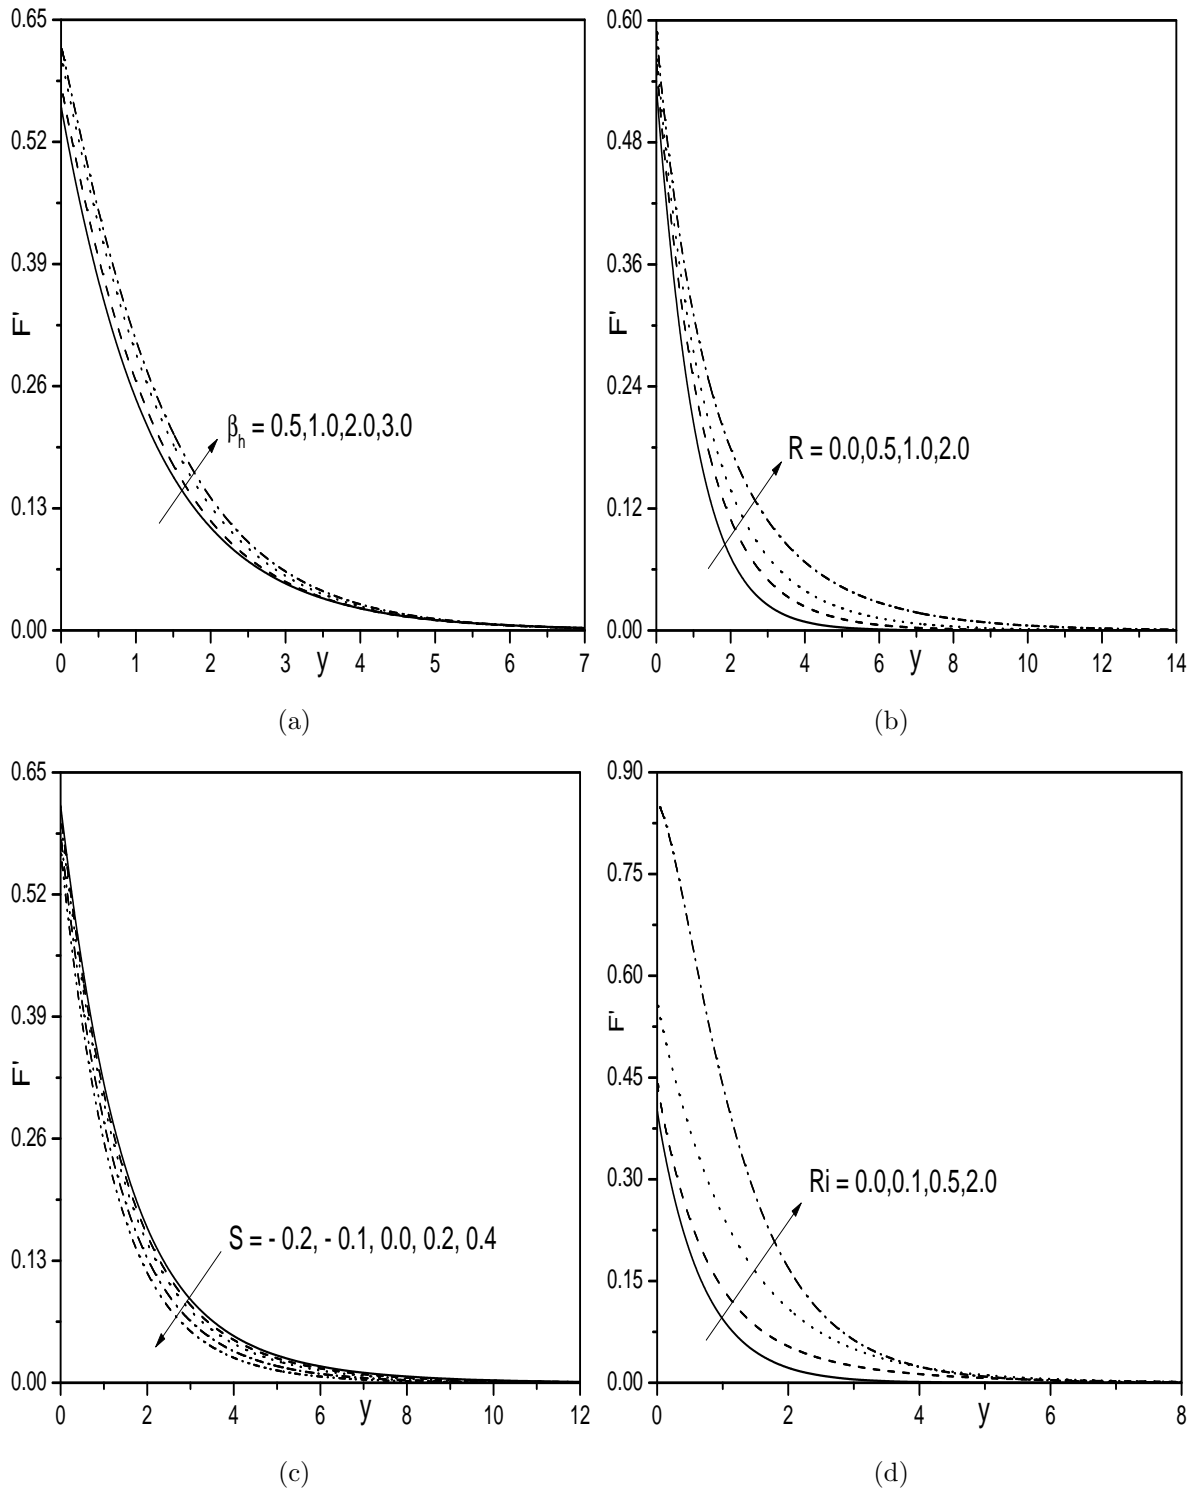 0.65
0.52
0.39
0.26
0.13
0.00
F'
βh = 0.5,1.0,2.0,3.0
0 1 2 3 4 5 6 7
y
(a)
0.60
0.48
0.36
0.24
0.12
0.00
F'
R = 0.0,0.5,1.0,2.0
0 2 4 6 8 10 12 14
y
(b)
0.65
0.52
0.39
0.26
0.13
0.00
F'
S = - 0.2, - 0.1, 0.0, 0.2, 0.4
0 2 4 6 8 10 12
y
(c)
0.90
0.75
0.60
0.45
0.30
0.15
0.00
F'
Ri = 0.0,0.1,0.5,2.0
0 2 4 6 8
y
(d)